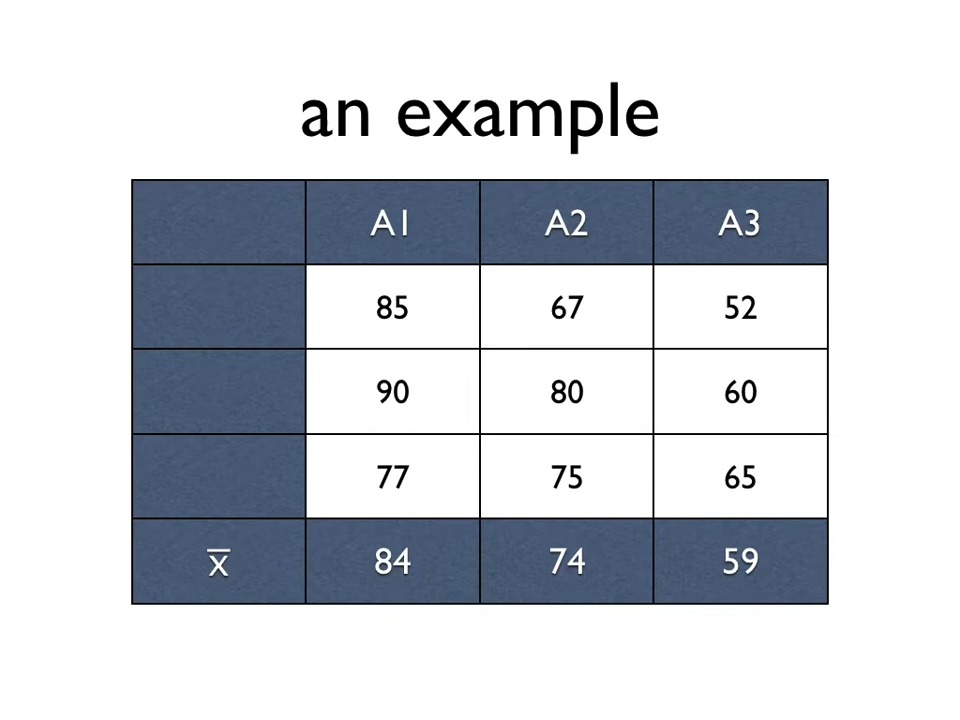 an example
A1 A2 A3
85 67 52
90 80 60
77 75 65
x̅ 84 74 59